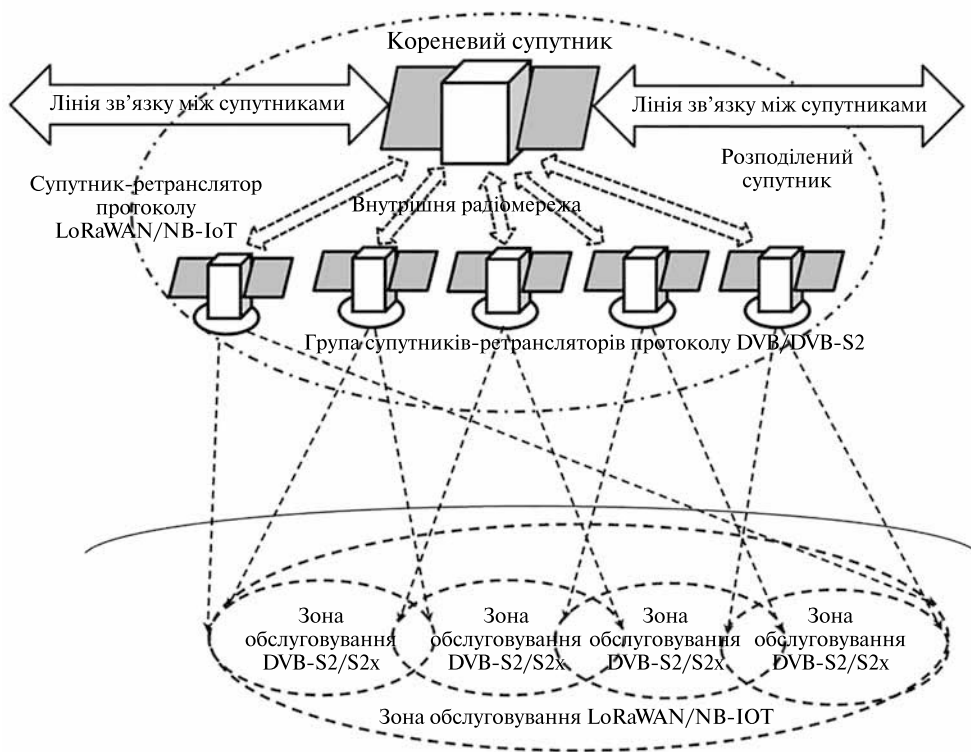 Кореневий супутник
Лінія зв’язку між супутниками
Лінія зв’язку між супутниками
Супутник-ретранслятор
протоколу
LoRaWAN/NB-IoT
Розподілений
супутник
Внутрішня радіомережа
Група супутників-ретрансляторів протоколу DVB/DVB-S2
Зона
обслуговування
DVB-S2/S2x
Зона
обслуговування
DVB-S2/S2x
Зона
обслуговування
DVB-S2/S2x
Зона
обслуговування
DVB-S2/S2x
Зона обслуговування LoRaWAN/NB-IOT